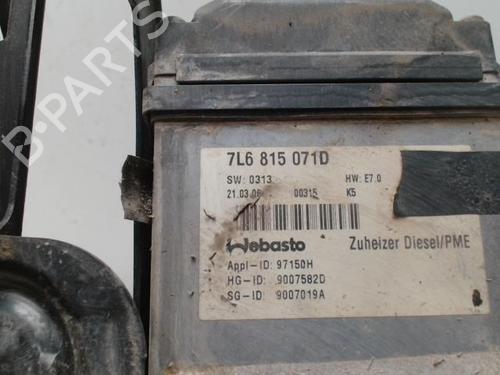 B-PARTS
7L6 815 071D
SW: 0313 HW: E7.0
21.03.06 00315 K5
Webasto Zuheizer Diesel/PME
Appl-ID: 97150H
HG-ID: 9007582D
SG-ID: 9007019A